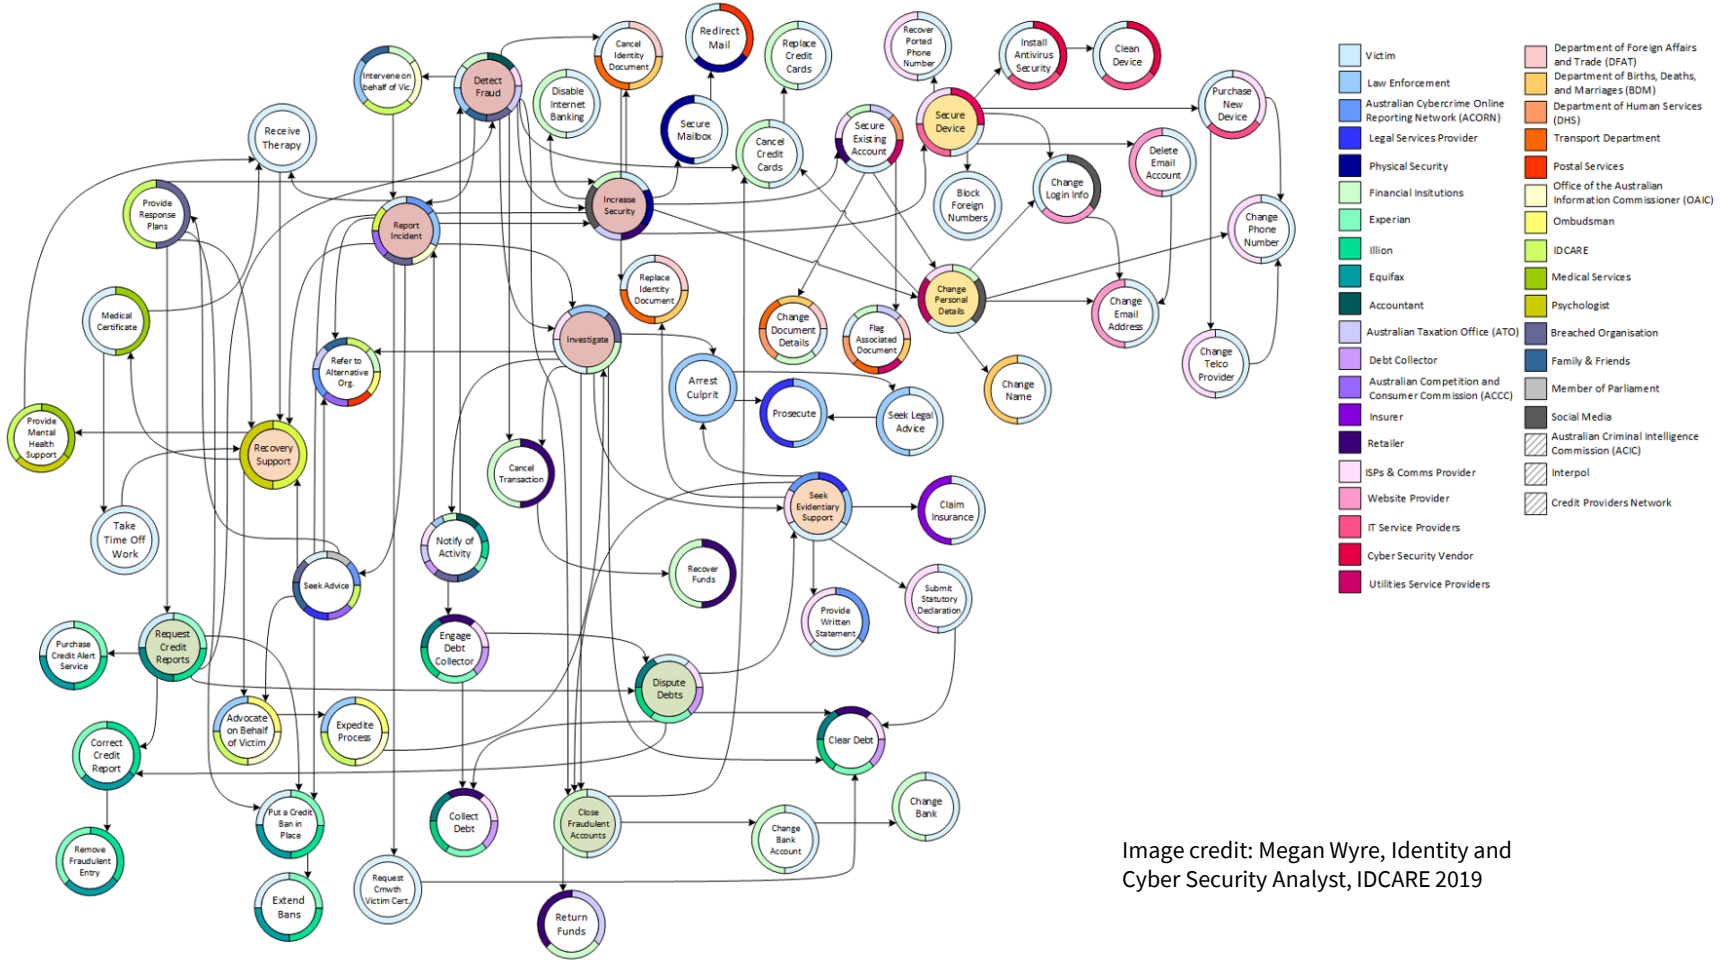 Redirect
Mail
Cancel
Identity
Document
Replace
Credit
Cards
Recover
Ported
Phone
Number
Install
Antivirus
Security
Clean
Device
Intervene on
behalf of Vic.
Detect
Fraud
Disable
Internet
Banking
Secure
Mailbox
Secure
Existing
Account
Secure
Device
Purchase
New
Device
Receive
Therapy
Cancel
Credit
Cards
Delete
Email
Account
Provide
Response
Plans
Report
Incident
Increase
Security
Block
Foreign
Numbers
Change
Login Info
Change
Phone
Number
Replace
Identity
Document
Change
Personal
Details
Medical
Certificate
Investigate
Change
Document
Details
Flag
Associated
Document
Change
Email
Address
Refer to
Alternative
Org.
Arrest
Culprit
Change
Name
Change
Telco
Provider
Prosecute
Seek Legal
Advice
Provide
Mental
Health
Support
Recovery
Support
Cancel
Transaction
Seek
Evidentiary
Support
Claim
Insurance
Take
Time Off
Work
Notify of
Activity
Seek Advice
Recover
Funds
Submit
Statutory
Declaration
Provide
Written
Statement
Purchase
Credit Alert
Service
Request
Credit
Reports
Engage
Debt
Collector
Dispute
Debts
Advocate
on Behalf
of Victim
Expedite
Process
Clear Debt
Correct
Credit
Report
Put a Credit
Ban in
Place
Collect
Debt
Close
Fraudulent
Accounts
Change
Bank
Account
Change
Bank
Remove
Fraudulent
Entry
Extend
Bans
Request
Cmwth
Victim Cert.
Return
Funds
Victim
Law Enforcement
Australian Cybercrime Online
Reporting Network (ACORN)
Legal Services Provider
Physical Security
Financial Insitutions
Experian
Illion
Equifax
Accountant
Australian Taxation Office (ATO)
Debt Collector
Australian Competition and
Consumer Commission (ACCC)
Insurer
Retailer
ISPs & Comms Provider
Website Provider
IT Service Providers
Cyber Security Vendor
Utilities Service Providers
Department of Foreign Affairs
and Trade (DFAT)
Department of Births, Deaths,
and Marriages (BDM)
Department of Human Services
(DHS)
Transport Department
Postal Services
Office of the Australian
Information Commissioner (OAIC)
Ombudsman
IDCARE
Medical Services
Psychologist
Breached Organisation
Family & Friends
Member of Parliament
Social Media
Australian Criminal Intelligence
Commission (ACIC)
Interpol
Credit Providers Network
Image credit: Megan Wyre, Identity and
Cyber Security Analyst, IDCARE 2019